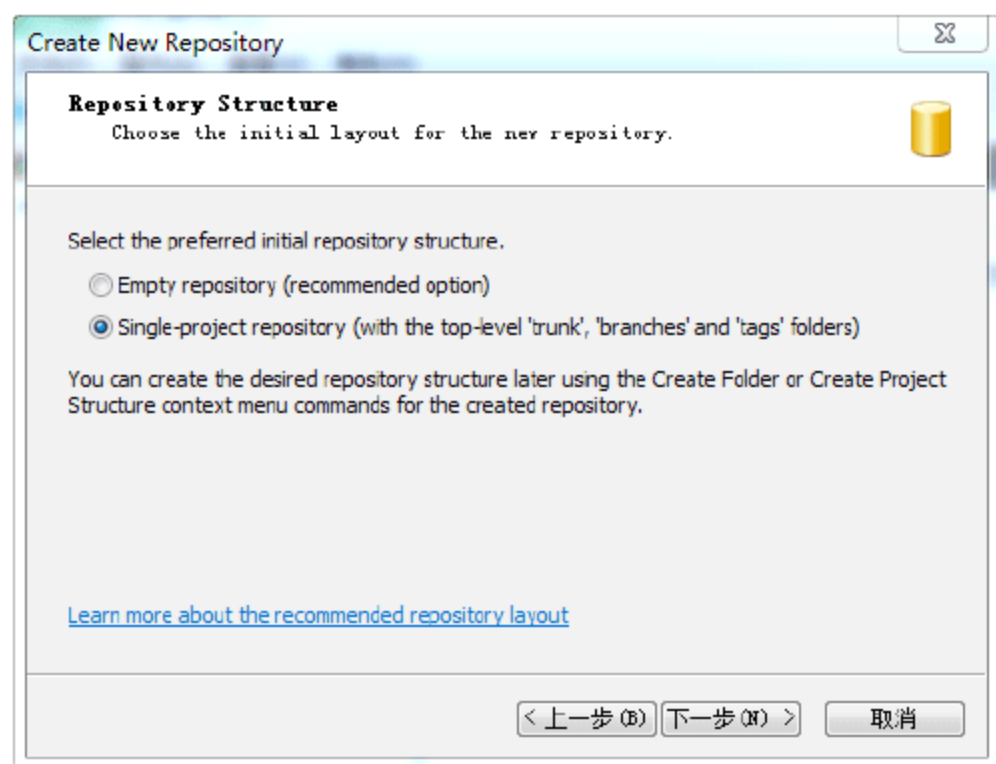 Create New Repository
Repository Structure
Choose the initial layout for the new repository.
Select the preferred initial repository structure.
Empty repository (recommended option)
Single-project repository (with the top-level 'trunk', 'branches' and 'tags' folders)
You can create the desired repository structure later using the Create Folder or Create Project
Structure context menu commands for the created repository.
Learn more about the recommended repository layout
< 上一步(B) 下一步(N) > 取消